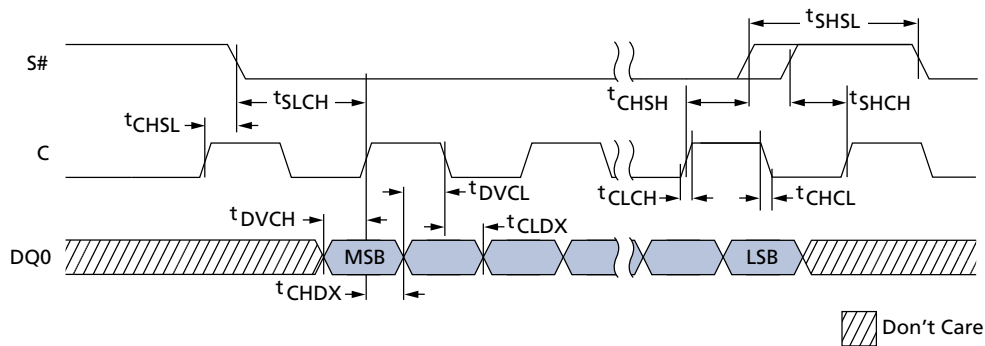 tSHSL
S#
tSLCH
tCHSH
tSHCH
tCHSL
C
tDVCL
tCLCH
tCHCL
tDVCH
tCLDX
DQ0
MSB
LSB
tCHDX
Don't Care